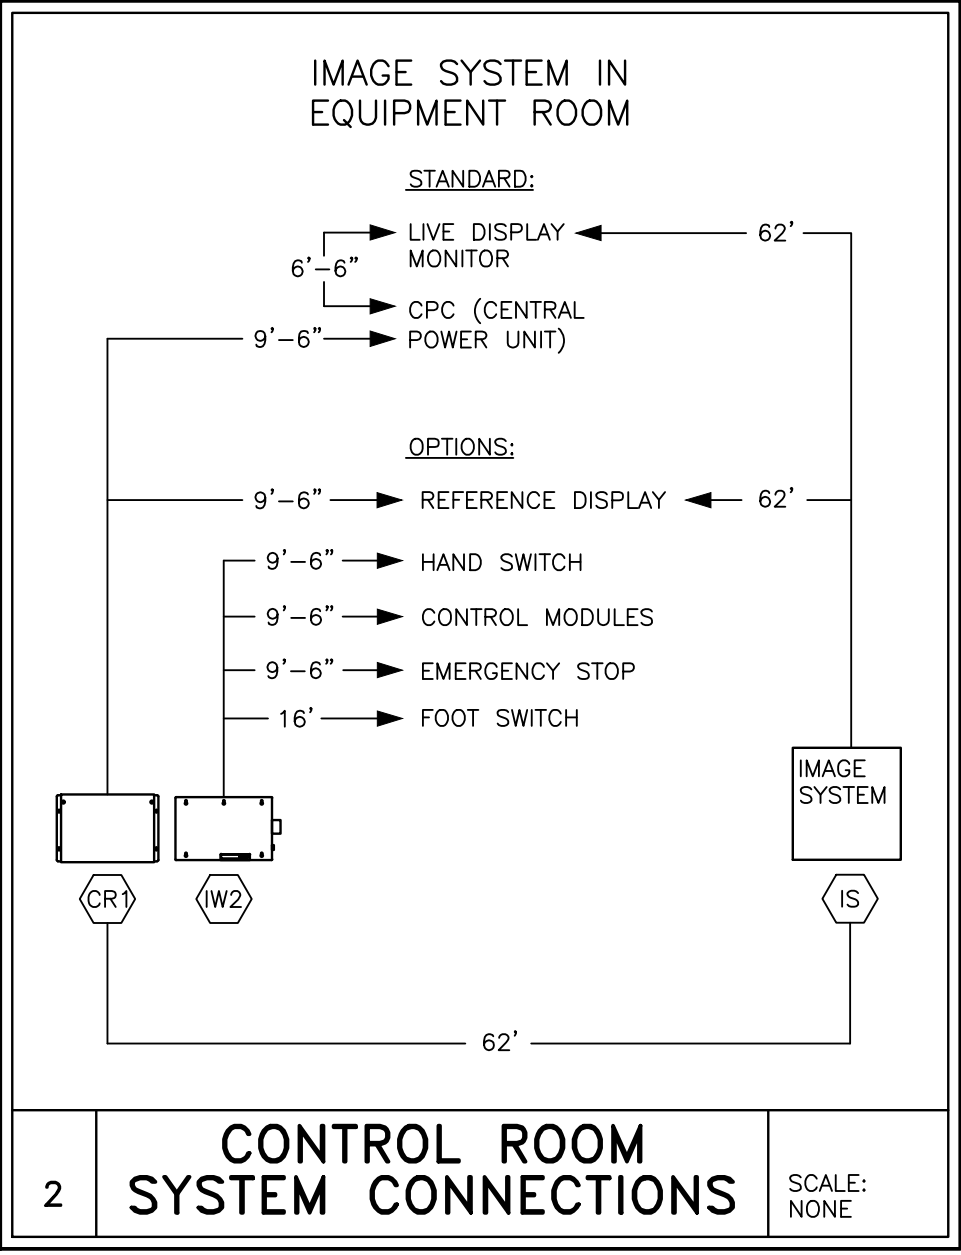 IMAGE SYSTEM IN
EQUIPMENT ROOM
STANDARD:
LIVE DISPLAY
MONITOR
62'
6'-6"
CPC (CENTRAL
POWER UNIT)
9'-6"
OPTIONS:
9'-6"
REFERENCE DISPLAY
62'
9'-6"
HAND SWITCH
9'-6"
CONTROL MODULES
9'-6"
EMERGENCY STOP
16'
FOOT SWITCH
IMAGE
SYSTEM
CR1
IW2
IS
62'
2
CONTROL ROOM
SYSTEM CONNECTIONS
SCALE:
NONE